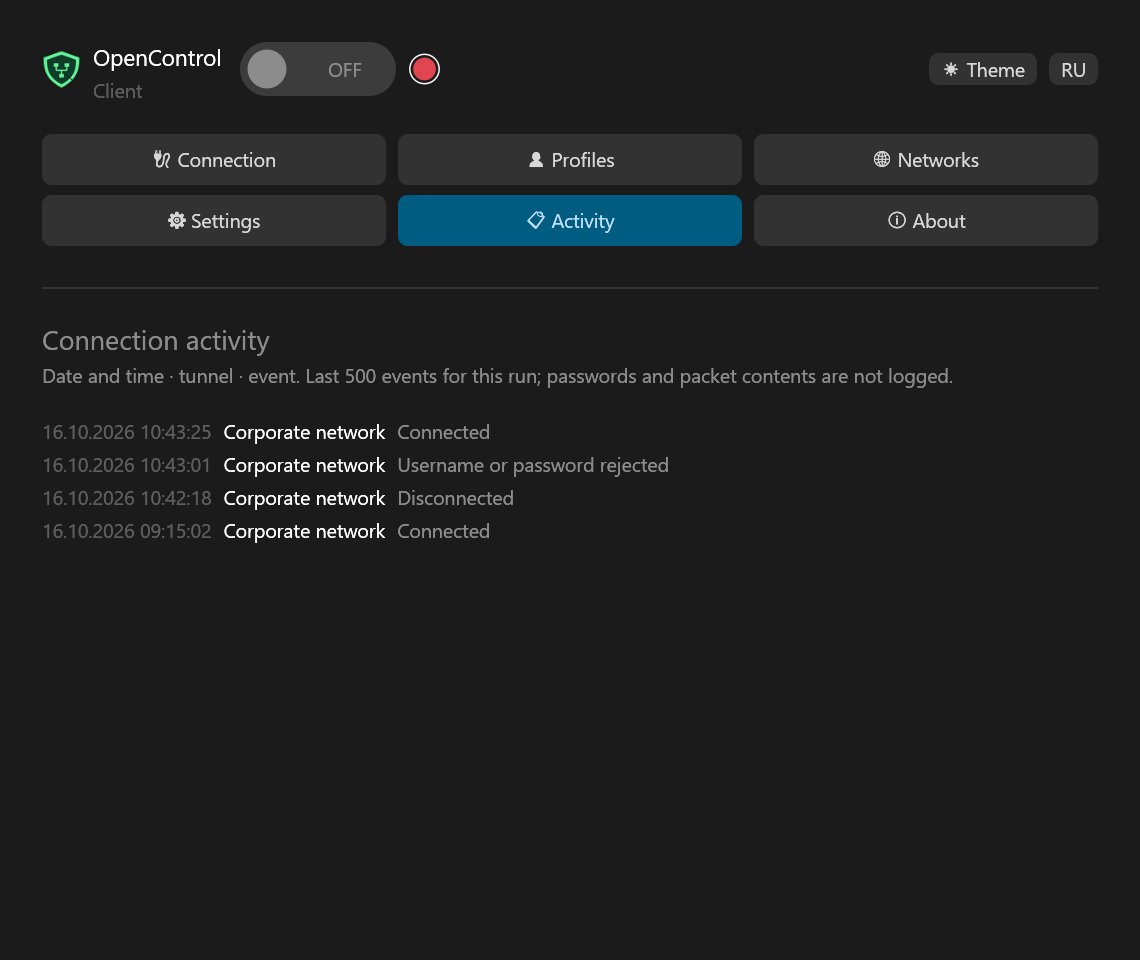 OpenControl
Client
OFF
Theme
RU
Connection
Profiles
Networks
Settings
Activity
About
Connection activity
Date and time · tunnel · event. Last 500 events for this run; passwords and packet contents are not logged.
16.10.2026 10:43:25 Corporate network Connected
16.10.2026 10:43:01 Corporate network Username or password rejected
16.10.2026 10:42:18 Corporate network Disconnected
16.10.2026 09:15:02 Corporate network Connected